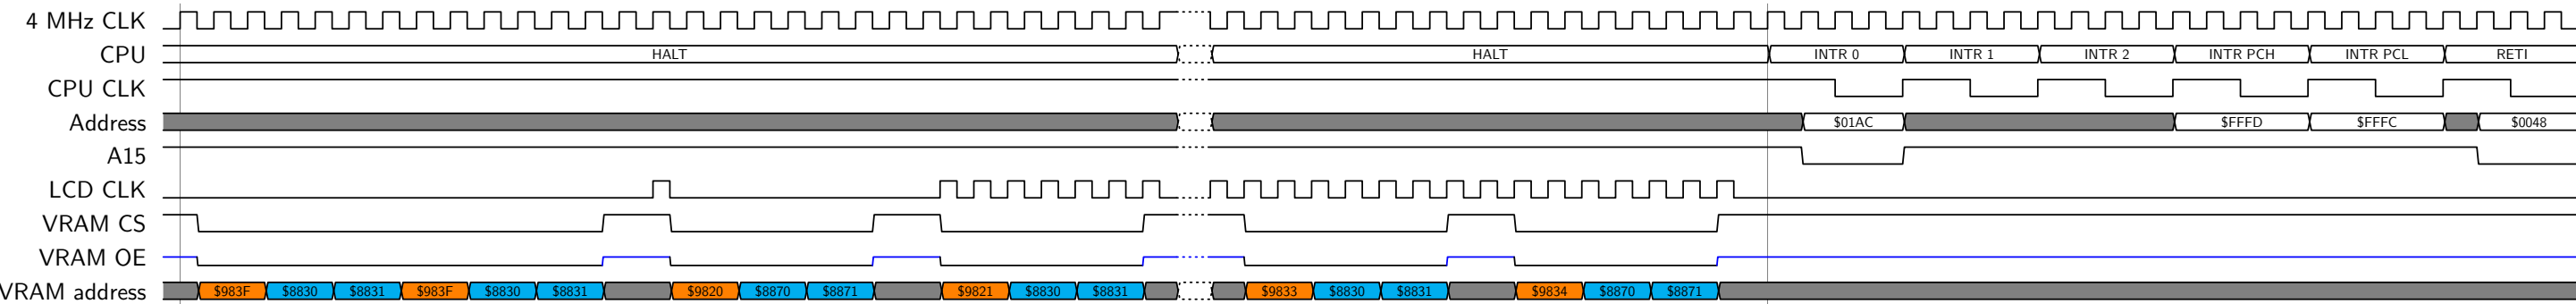 4 MHz CLK
CPU HALT HALT INTR 0 INTR 1 INTR 2 INTR PCH INTR PCL RETI
CPU CLK
Address $01AC $FFFD $FFFC $0048
A15
LCD CLK
VRAM CS
VRAM OE
VRAM address $983F $8830 $8831 $983F $8830 $8831 $9820 $8870 $8871 $9821 $8830 $8831 $9833 $8830 $8831 $9834 $8870 $8871